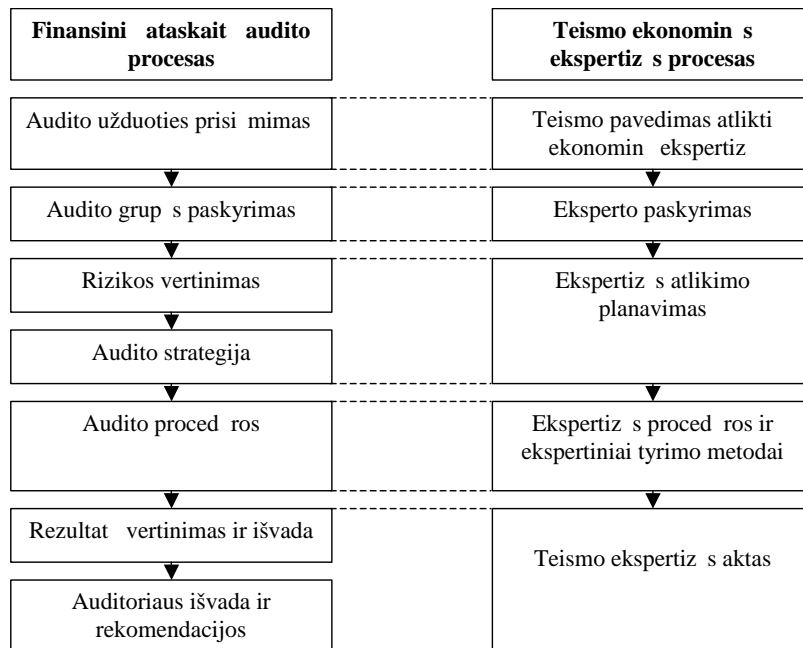 Finansini ataskait audito
procesas
Teismo ekonomin s
ekspertiz s procesas
Audito užduoties prisi mimas
Teismo pavedimas atlikti
ekonomin ekspertiz
Audito grup s paskyrimas
Eksperto paskyrimas
Rizikos vertinimas
Ekspertiz s atlikimo
planavimas
Audito strategija
Audito proced ros
Ekspertiz s proced ros ir
ekspertiniai tyrimo metodai
Rezultat vertinimas ir išvada
Teismo ekspertiz s aktas
Auditoriaus išvada ir
rekomendacijos